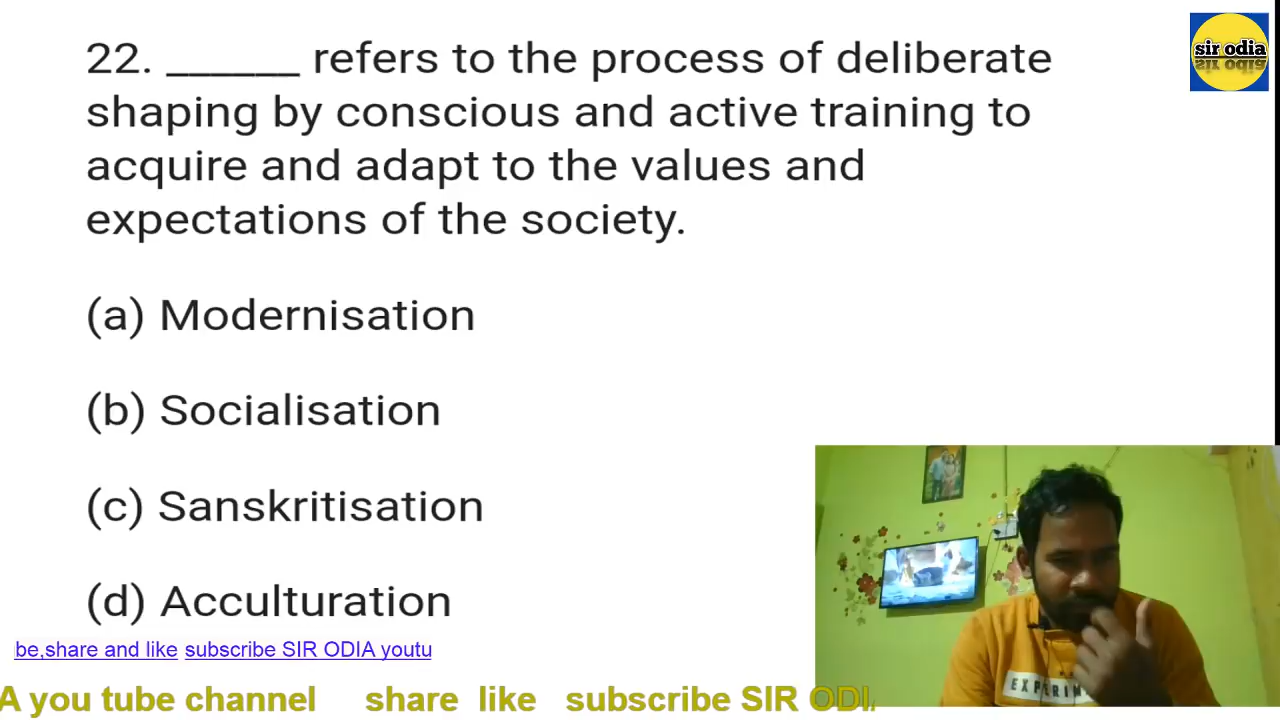 22. ______ refers to the process of deliberate
shaping by conscious and active training to
acquire and adapt to the values and
expectations of the society.
(a) Modernisation
(b) Socialisation
(c) Sanskritisation
(d) Acculturation
sir odia
be,share and like subscribe SIR ODIA youtu
A you tube channel share like subscribe SIR ODI